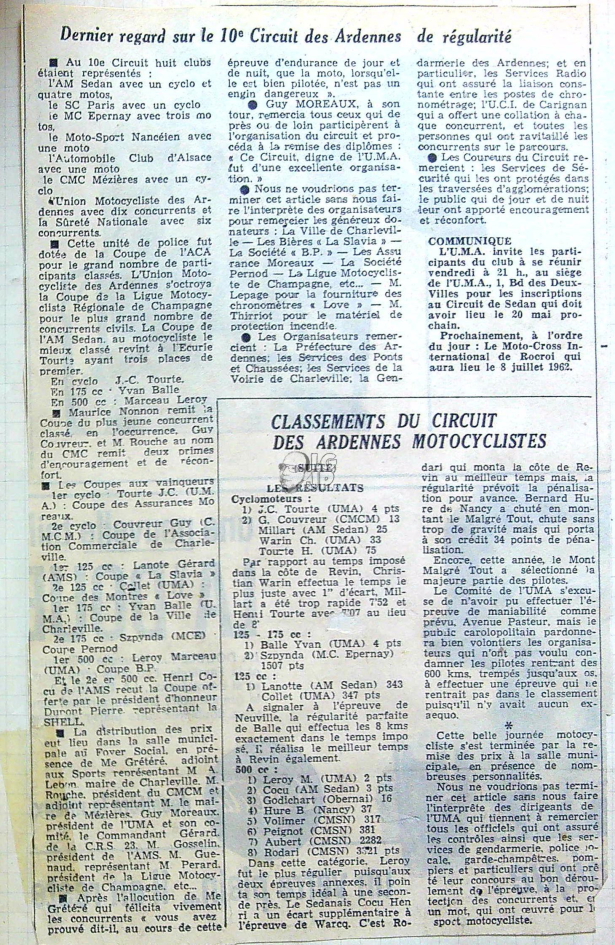 Dernier regard sur le 10e Circuit des Ardennes de régularité
■ Au 10e Circuit huit clubs
étaient représentés :
l'AM Sedan avec un cyclo et
quatre motos,
le SC Paris avec un cyclo
le MC Epernay avec trois mo
tos,
le Moto-Sport Nancéien avec
une moto
l'Automobile Club d'Alsace
avec une moto
le CMC Mézières avec un cy-
clo
l'Union Motocycliste des Ar-
dennes avec dix concurrents et
la Sûreté Nationale avec six
concurrents.
■ Cette unité de police fut
dotée de la Coupe de l'ACA
pour le grand nombre de parti-
cipants classés. L'Union Moto-
cycliste des Ardennes s'octroya
la Coupe de la Ligue Motocy-
clists Régionale de Champagne
pour le plus grand nombre de
concurrents civils. La Coupe de
l'AM Sedan. au motocycliste le
mieux classé revint à l'Ecurie
Tourte ayant trois places de
premier.
En cyclo J.-C. Tourte.
En 175 cc : Yvan Balle
En 500 cc : Marceau Leroy
■ Maurice Nonnon remit la
Coupe du plus jeune concurrent
classé, en l'occurence, Guy
Couvreur, et M. Rouche au nom
du CMC remit deux primes
d'encouragement et de récon-
fort.
■ Les Coupes aux vainqueurs
1er cyclo : Tourte J.C. (U.M.
A.) : Coupe des Assurances Mo
reaux.
2e cyclo : Couvreur Guy (C.
M.C.M.) : Coupe de l'Associa
tion Commerciale de Charle-
ville.
1er 125 cc : Lanote Gérard
(AMS) : Coupe « La Slavia »
2e 125 cc : Collet (UMA) :
Coupe des Montres « Love »
1er 175 cc : Yvan Balle (U.
M.A.) : Coupe de la Ville de
Charleville.
2e 175 cc : Szpynda (MCE)
Coupe Pernod
1er 500 cc : Leroy Marceau
(UMA) : Coupe B.P.
Et le 2e er 500 cc. Henri Co-
cu de l'AMS reçut la Coupe of-
ferte par le président d'honneur
Dupont Pierre représentant la
SHELL.
■ La distribution des prix
eut lieu dans la salle munici-
pale au Foyer Social, en pré-
sence de Me Grétéré, adjoint
aux Sports représentant M A.
Lebon, maire de Charleville, M.
Rouche, président du CMCM et
adjoint représentant M. le mai-
re de Mézières. Guy Moreaux,
président de l'UMA et son co-
mité, le Commandant Gérard,
de la C.R.S. 23, M. Gosselin,
président de l'AMS, M. Gue-
naud, représentant M. Perard,
président de la Ligue Motocy-
cliste de Champagne, etc...
■ Après l'allocution de Me
Grétéré qui félicita vivement
les concurrents « vous avez
prouvé dit-il, au cours de cette
épreuve d'endurance de jour et
de nuit, que la moto, lorsqu'el-
le est bien pilotée, n'est pas un
engin dangereux ».
● Guy MOREAUX, à son
tour, remercia tous ceux qui de
près ou de loin participèrent à
l'organisation du circuit et pro-
céda à la remise des diplômes :
« Ce Circuit, digne de l'U.M.A.
fut d'une excellente organisa-
tion. »
● Nous ne voudrions pas ter-
miner cet article sans nous fai-
re l'interprète des organisateurs
pour remercier les généreux do-
nateurs : La Ville de Charlevil-
le — Les Bières « La Slavia » —
La Société « B.P. » — Les Assu
rances Moreaux — La Société
Pernod — La Ligue Motocyclis-
te de Champagne, etc... — M.
Lepage pour la fourniture des
chronomètres « Love » — M.
Thirriot pour le matériel de
protection incendie.
● Les Organisateurs remer-
cient : La Préfecture des Ar-
dennes; les Services des Ponts
et Chaussées; les Services de la
Voirie de Charleville; la Gen-
darmerie des Ardennes; et en
particulier, les Services Radio
qui ont assuré la liaison cons-
tante entre les postes de chro-
nométrage; l'U.C.I. de Carignan
qui a offert une collation à cha-
que concurrent, et toutes les
personnes qui ont ravitaillé les
concurrents sur le parcours.
● Les Coureurs du Circuit re-
mercient : les Services de Sé-
curité qui les ont protégés dans
les traversées d'agglomérations;
le public qui de jour et de nuit
leur ont apporté encouragement
et réconfort.
COMMUNIQUE
L'U.M.A. invite les partici-
pants du club à se réunir
vendredi à 21 h., au siège
de l'U.M.A., 1, Bd des Deux-
Villes pour les inscriptions
au Circuit de Sedan qui doit
avoir lieu le 20 mai pro-
chain.
Prochainement, à l'ordre
du jour : Le Moto-Cross In-
ternational de Rocroi qui
aura lieu le 8 juillet 1962.
CLASSEMENTS DU CIRCUIT
DES ARDENNES MOTOCYCLISTES
SUITE
LES RESULTATS
Cyclomoteurs :
1) J.C. Tourte (UMA) 4 pts
2) G. Couvreur (CMCM) 13
Millart (AM Sedan) 25
Warin Ch. (UMA) 33
Tourte H. (UMA) 75
Par rapport au temps imposé
dans la côte de Revin, Chris-
tian Warin effectua le temps le
plus juste avec 1" d'écart, Mil-
lart a été trop rapide 7'52 et
Henri Tourte avec 7'07 au lieu
de 8'
125 - 175 cc :
1) Balle Yvan (UMA) 4 pts
2) Szpynda (M.C. Epernay)
1507 pts
125 cc :
1) Lanotte (AM Sedan) 343
Collet (UMA) 347 pts
A signaler à l'épreuve de
Neuville, la régularité parfaite
de Balle qui effectua les 8 kms
exactement dans le temps impo
sé. Il réalisa le meilleur temps
à Revin également.
500 cc :
1) Leroy M. (UMA) 2 pts
2) Cocu (AM Sedan) 3 pts
3) Godichart (Obernai) 16
4) Hure B (Nancy) 37
5) Volimer (CMSN) 317
6) Peignot (CMSN) 381
7) Aubert (CMSN) 2282
8) Rodari (CMSN) 3521 pts
Dans cette catégorie, Leroy
fut le plus régulier, puisqu'aux
deux épreuves annexes, il poin
ta son temps idéal à une secon-
de près. Le Sedanais Cocu Hen
ri a un écart supplémentaire à
l'épreuve de Warcq. C'est Ro-
dari qui monta la côte de Re-
vin au meilleur temps mais, la
régularité prévoit la pénalisa-
tion pour avance. Bernard Hu-
re de Nancy a chuté en mon-
tant le Malgré Tout, chute sans
trop de gravité mais qui porta
à son crédit 34 points de péna-
lisation.
Encore, cette année, le Mont
Malgré Tout a sélectionné la
majeure partie des pilotes.
Le Comité de l'UMA s'excu-
se de n'avoir pu effectuer l'é-
preuve de maniabilité comme
prévu, Avenue Pasteur, mais le
public carolopolitain pardonne-
ra bien volontiers les organisa-
teurs qui n'ont pas voulu con-
damner les pilotes rentrant des
600 kms, trempés jusqu'aux os,
à effectuer une épreuve qui ne
rentrait pas dans le classement
puisqu'il n'y avait aucun ex-
aequo.
*
Cette belle journée motocy-
cliste s'est terminée par la re-
mise des prix à la salle muni-
cipale, en présence de nom-
breuses personnalités.
Nous ne voudrions pas termi-
ner cet article sans nous faire
l'interprète des dirigeants de
l'UMA qui tiennent à remercier
tous les officiels qui ont assuré
les contrôles ainsi que les ser-
vices de gendarmerie, police lo-
cale, garde-champêtres, pom-
piers et particuliers qui ont prê
té leur concours au bon dérou-
lement de l'épreuve, à la pro-
tection des concurrents et, en
un mot, qui ont œuvré pour le
sport motocycliste.